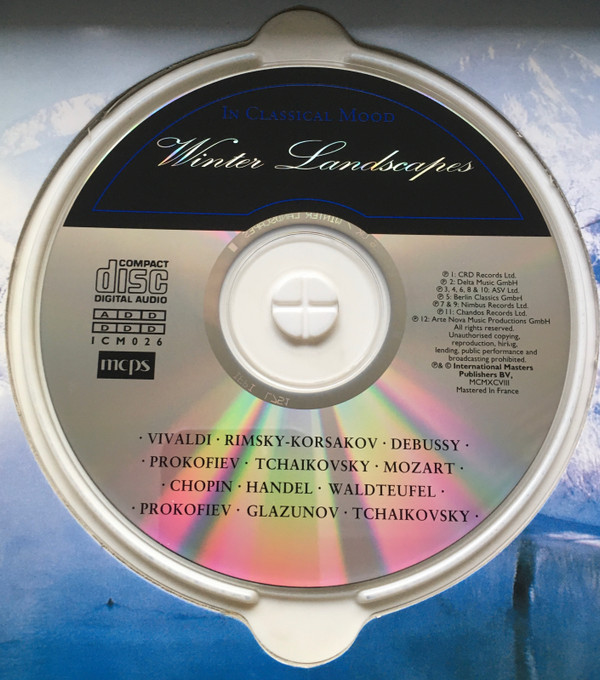 In Classical Mood
Winter Landscapes
COMPACT
disc
DIGITAL AUDIO
A D D
D D D
ICM026
mcps
℗ 1: CRD Records Ltd.
℗ 2: Delta Music GmbH
℗ 3, 4, 6, 8 & 10: ASV Ltd.
℗ 5: Berlin Classics GmbH
℗ 7 & 9: Nimbus Records Ltd.
℗ 11: Chandos Records Ltd.
℗ 12: Arte Nova Music Productions GmbH
All rights reserved.
Unauthorised copying,
reproduction, hiring,
lending, public performance and
broadcasting prohibited.
℗& © International Masters
Publishers BV,
MCMXCVIII
Mastered In France
· VIVALDI · RIMSKY-KORSAKOV · DEBUSSY ·
· PROKOFIEV · TCHAIKOVSKY · MOZART ·
· CHOPIN · HANDEL · WALDTEUFEL ·
· PROKOFIEV · GLAZUNOV · TCHAIKOVSKY ·